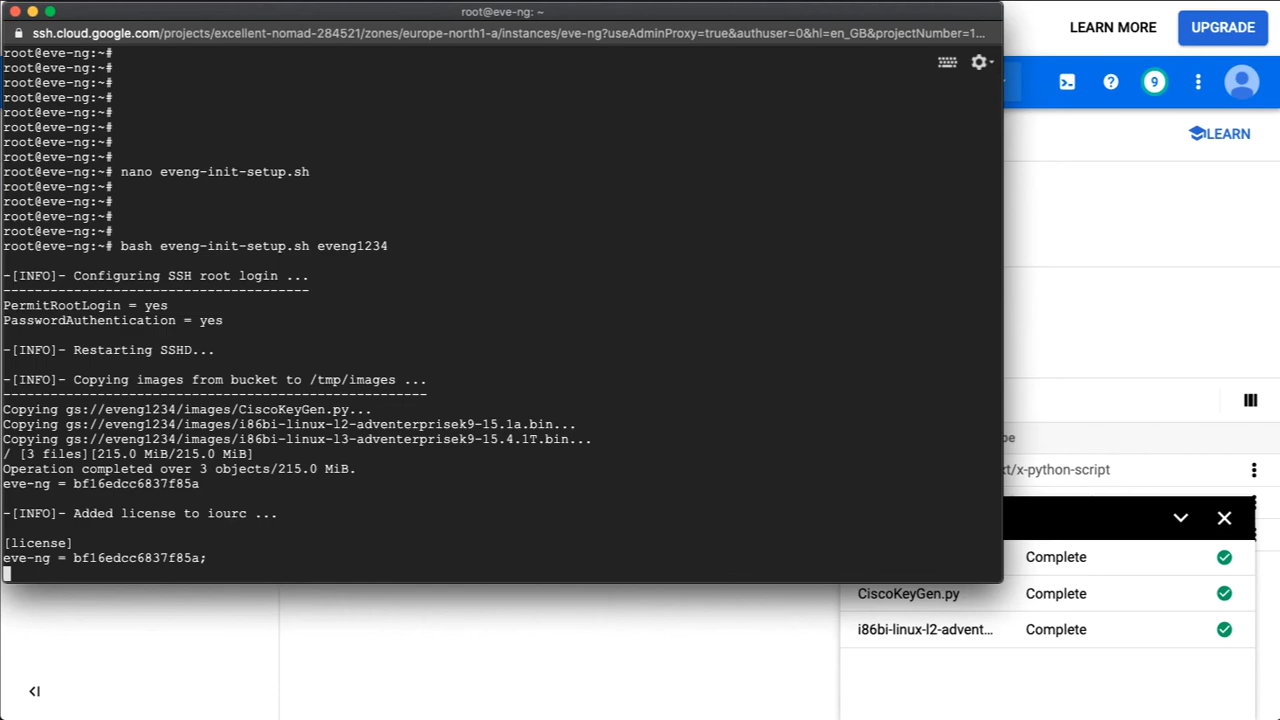 root@eve-ng: ~
ssh.cloud.google.com/projects/excellent-nomad-284521/zones/europe-north1-a/instances/eve-ng?useAdminProxy=true&authuser=0&hl=en_GB&projectNumber=1...
LEARN MORE
UPGRADE
9
LEARN
root@eve-ng:~#
root@eve-ng:~#
root@eve-ng:~#
root@eve-ng:~#
root@eve-ng:~#
root@eve-ng:~#
root@eve-ng:~#
root@eve-ng:~#
root@eve-ng:~# nano eveng-init-setup.sh
root@eve-ng:~#
root@eve-ng:~#
root@eve-ng:~#
root@eve-ng:~#
root@eve-ng:~# bash eveng-init-setup.sh eveng1234
-[INFO]- Configuring SSH root login ...
---------------------------------------
PermitRootLogin = yes
PasswordAuthentication = yes
-[INFO]- Restarting SSHD...
-[INFO]- Copying images from bucket to /tmp/images ...
------------------------------------------------------
Copying gs://eveng1234/images/CiscoKeyGen.py...
Copying gs://eveng1234/images/i86bi-linux-l2-adventerprisek9-15.1a.bin...
Copying gs://eveng1234/images/i86bi-linux-l3-adventerprisek9-15.4.1T.bin...
/ [3 files][215.0 MiB/215.0 MiB]
Operation completed over 3 objects/215.0 MiB.
eve-ng = bf16edcc6837f85a
-[INFO]- Added license to iourc ...
[license]
eve-ng = bf16edcc6837f85a;
pe
xt/x-python-script
Complete
CiscoKeyGen.py Complete
i86bi-linux-l2-advent... Complete